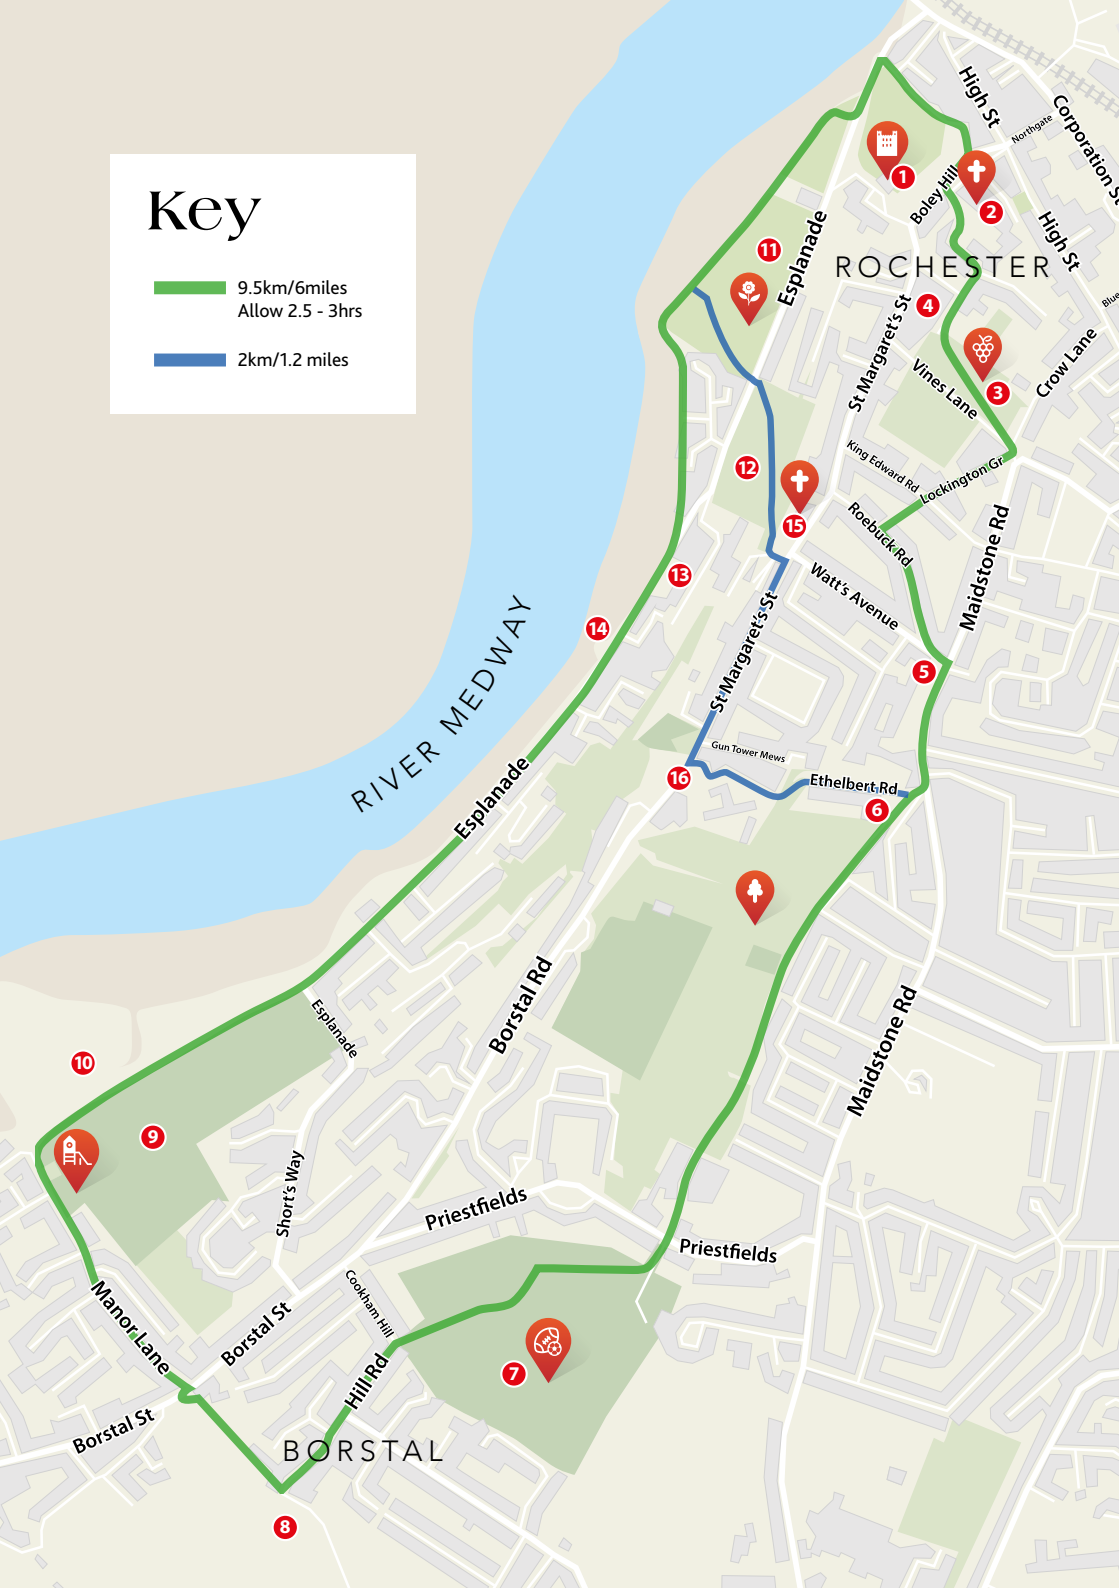 Key
9.5km/6miles
Allow 2.5 - 3hrs
2km/1.2 miles
High St
Corporation St
Northgate
1
Boley Hill
2
High St
11
Esplanade
ROCHESTER
4
St Margaret's St
Crow Lane
Vines Lane
3
King Edward Rd
Lockington Gr
12
15
Roebuck Rd
Maidstone Rd
13
Watt's Avenue
14
St Margaret's St
5
RIVER MEDWAY
Gun Tower Mews
16
Ethelbert Rd
6
Esplanade
Borstal Rd
Esplanade
Maidstone Rd
10
9
Short's Way
Priestfields
Priestfields
Manor Lane
Cookham Hill
Borstal St
7
Hill Rd
Borstal St
BORSTAL
8